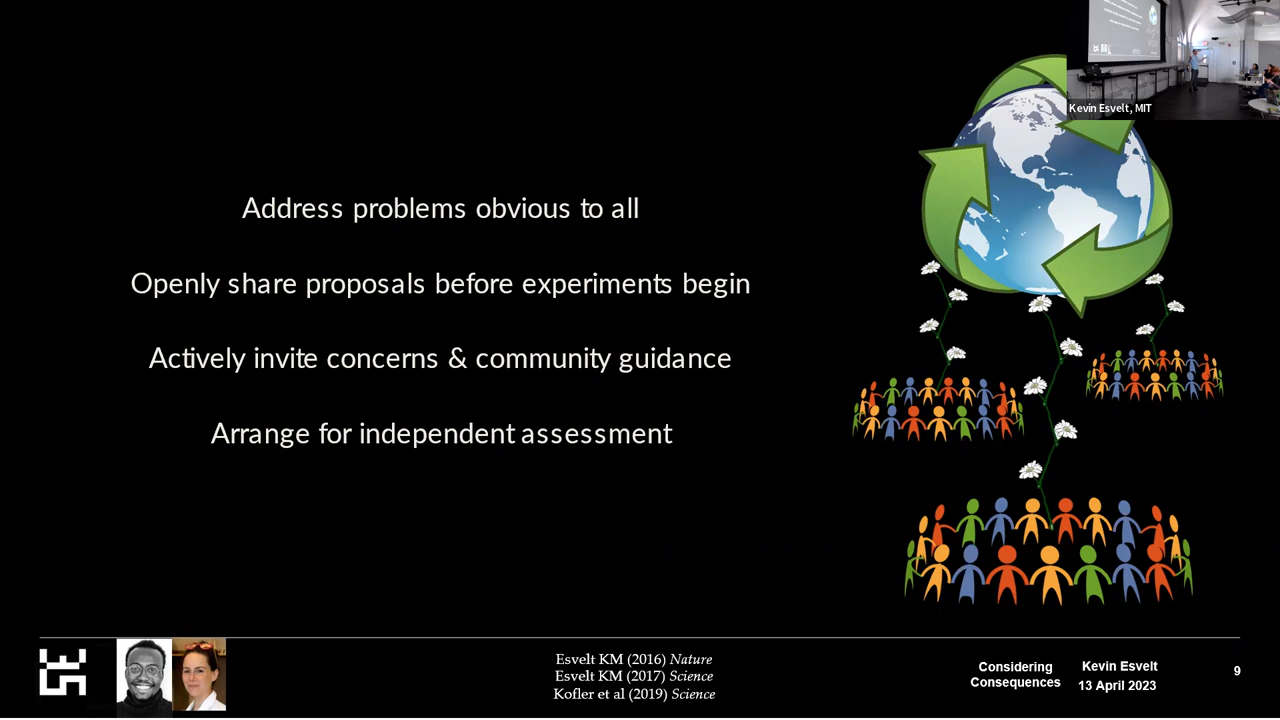 Kevin Esvelt, MIT
Address problems obvious to all
Openly share proposals before experiments begin
Actively invite concerns & community guidance
Arrange for independent assessment
Esvelt KM (2016) Nature
Esvelt KM (2017) Science
Kofler et al (2019) Science
Considering
Consequences
Kevin Esvelt
13 April 2023
9